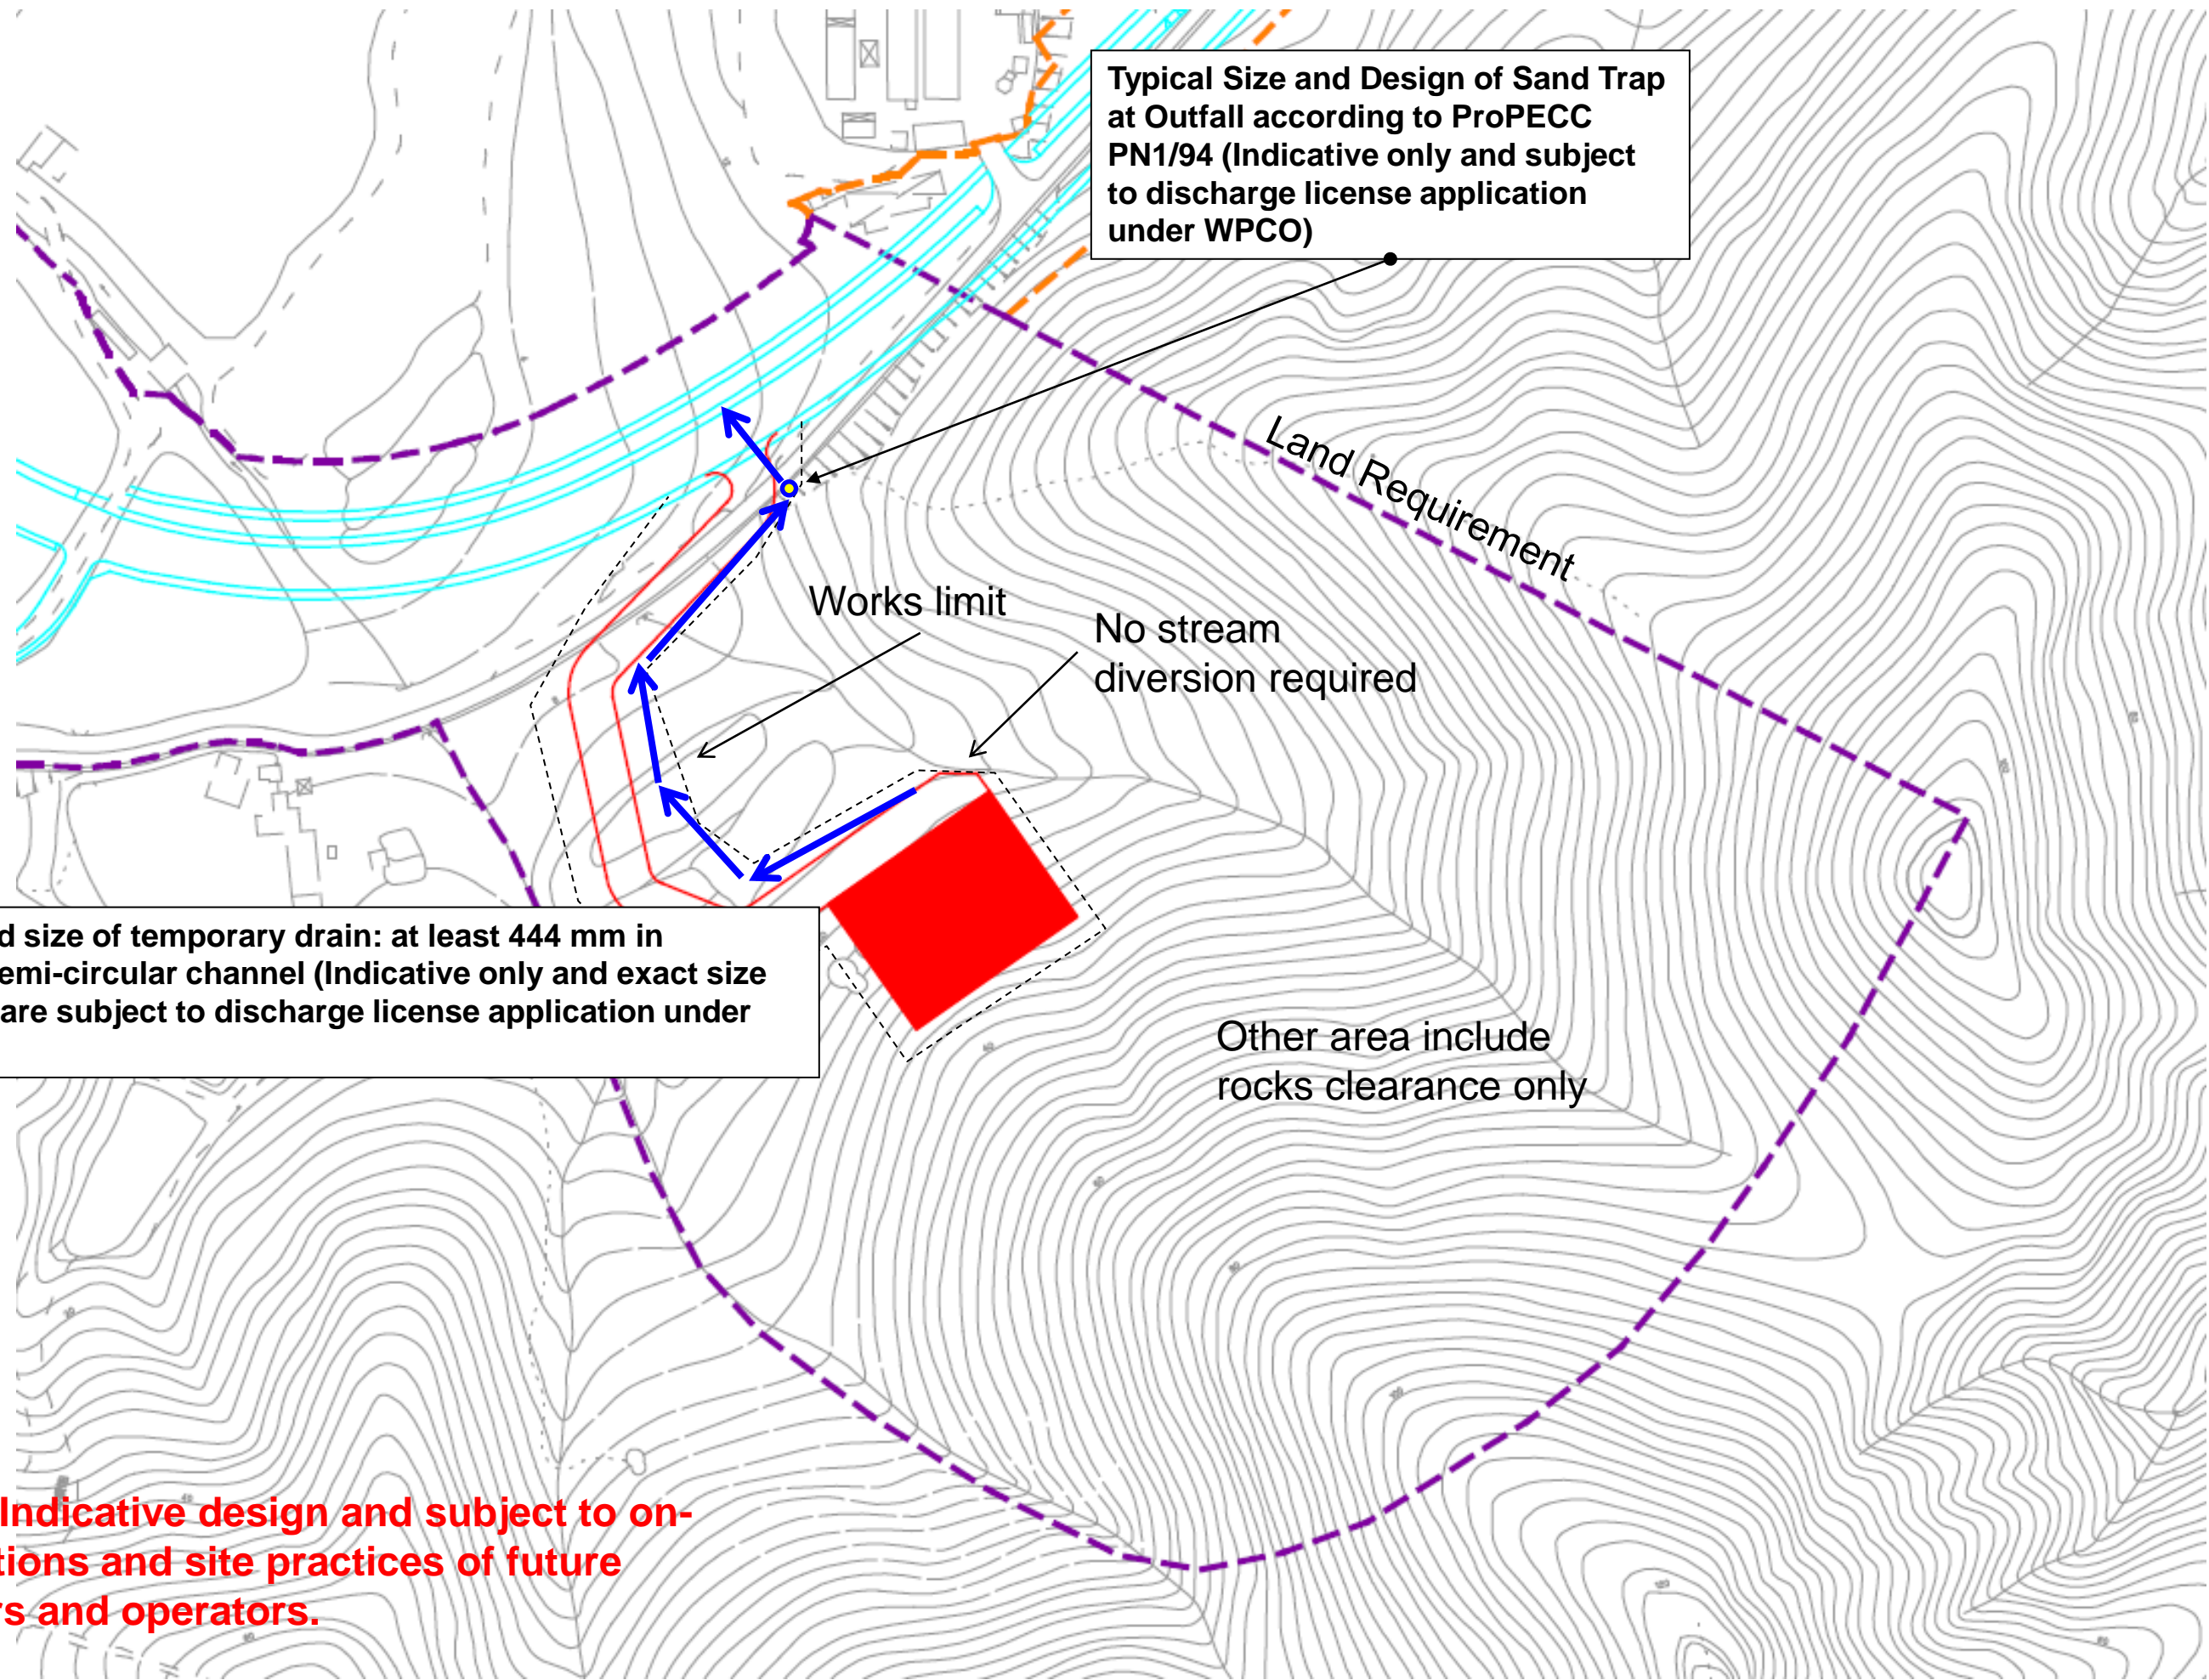 Typical Size and Design of Sand Trap
at Outfall according to ProPECC
PN1/94 (Indicative only and subject
to discharge license application
under WPCO)
Land Requirement
Works limit
No stream
diversion required
d size of temporary drain: at least 444 mm in
emi-circular channel (Indicative only and exact size
are subject to discharge license application under
Other area include
rocks clearance only
Indicative design and subject to on-
tions and site practices of future
rs and operators.